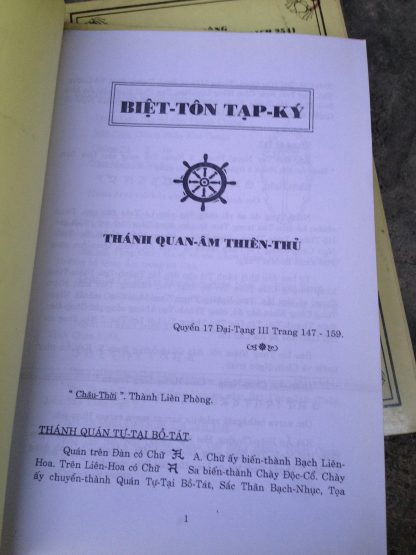 BIỆT-TÔN TẠP-KÝ
THÁNH QUAN-ÂM THIÊN-THỦ
Quyển 17 Đại-Tạng III Trang 147 - 159.
" Châu-Thời ". Thành Liên Phòng.
THÁNH QUÁN TỰ-TẠI BỒ-TÁT
Quán trên Đàn có Chữ A. Chữ ấy biến-thành Bạch Liên-
Hoa. Trên Liên-Hoa có Chữ Sa biến-thành Chày Độc-Cổ. Chày
ấy chuyển-thành Quán Tự-Tại Bồ-Tát, Sắc Thân Bạch-Nhục, Tọa
1